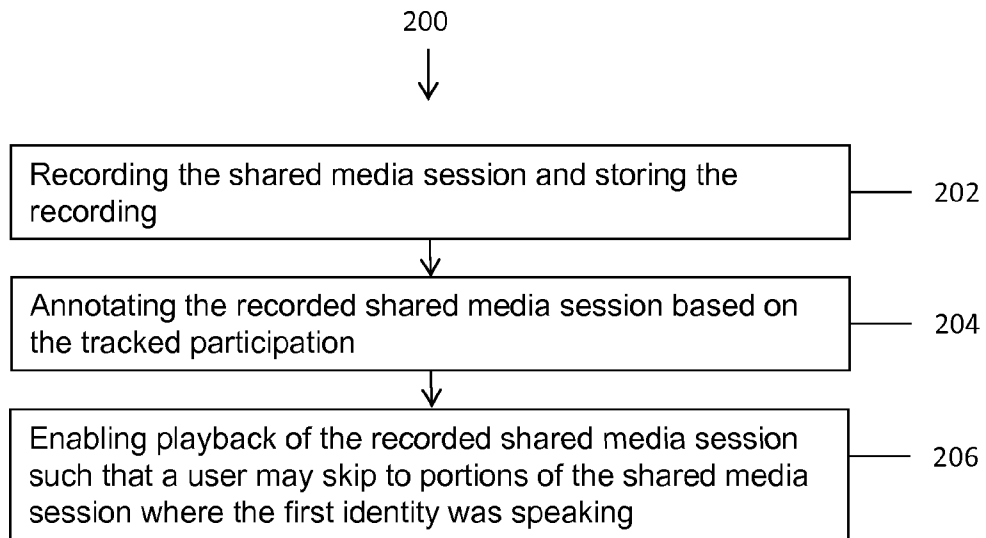 200
Recording the shared media session and storing the
recording
202
Annotating the recorded shared media session based on
the tracked participation
204
Enabling playback of the recorded shared media session
such that a user may skip to portions of the shared media
session where the first identity was speaking
206